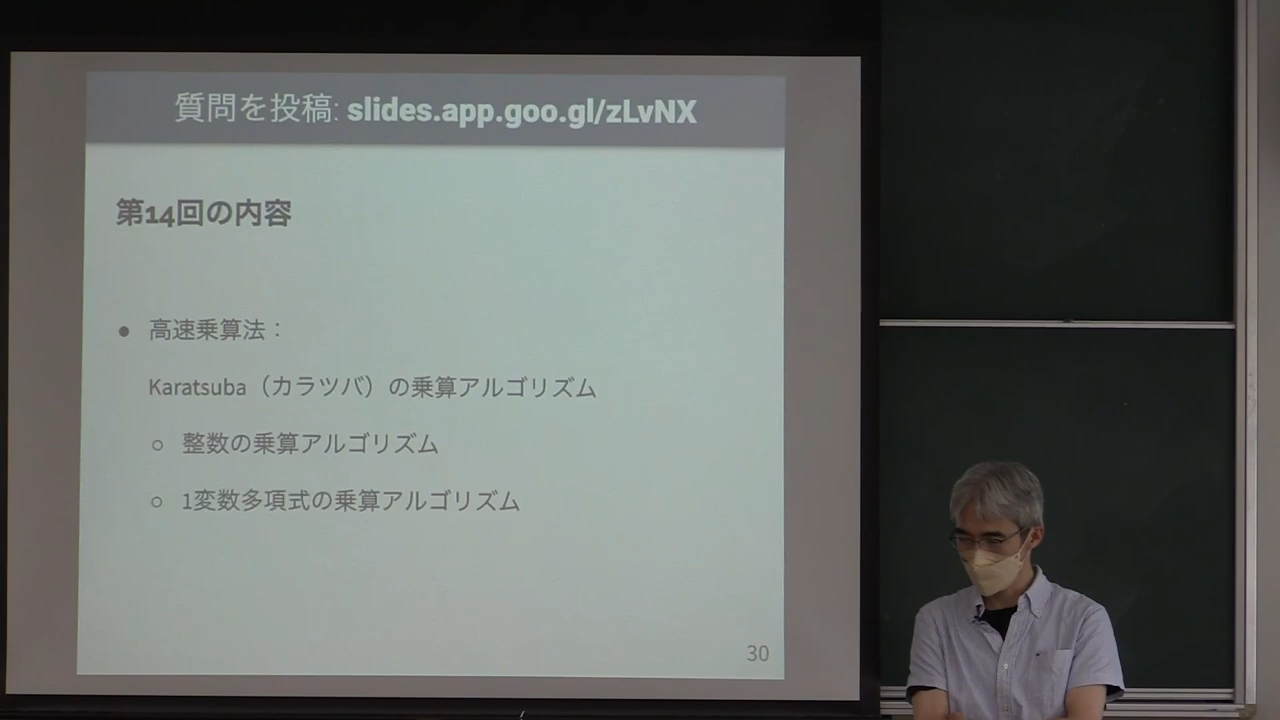 質問を投稿: slides.app.goo.gl/zLvNX
第14回の内容
● 高速乗算法：
Karatsuba（カラツバ）の乗算アルゴリズム
○ 整数の乗算アルゴリズム
○ 1変数多項式の乗算アルゴリズム
30